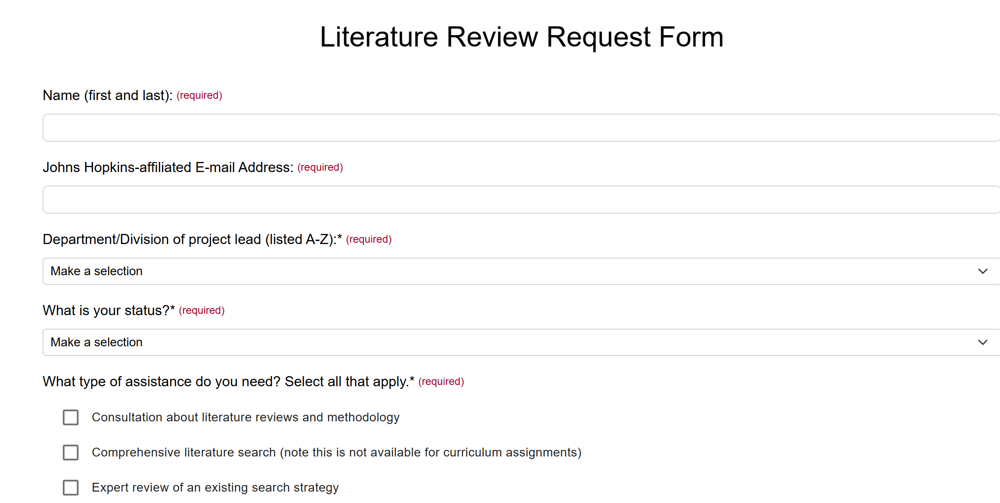 Literature Review Request Form
Name (first and last): (required)
Johns Hopkins-affiliated E-mail Address: (required)
Department/Division of project lead (listed A-Z):* (required)
Make a selection
What is your status?* (required)
Make a selection
What type of assistance do you need? Select all that apply.* (required)
Consultation about literature reviews and methodology
Comprehensive literature search (note this is not available for curriculum assignments)
Expert review of an existing search strategy